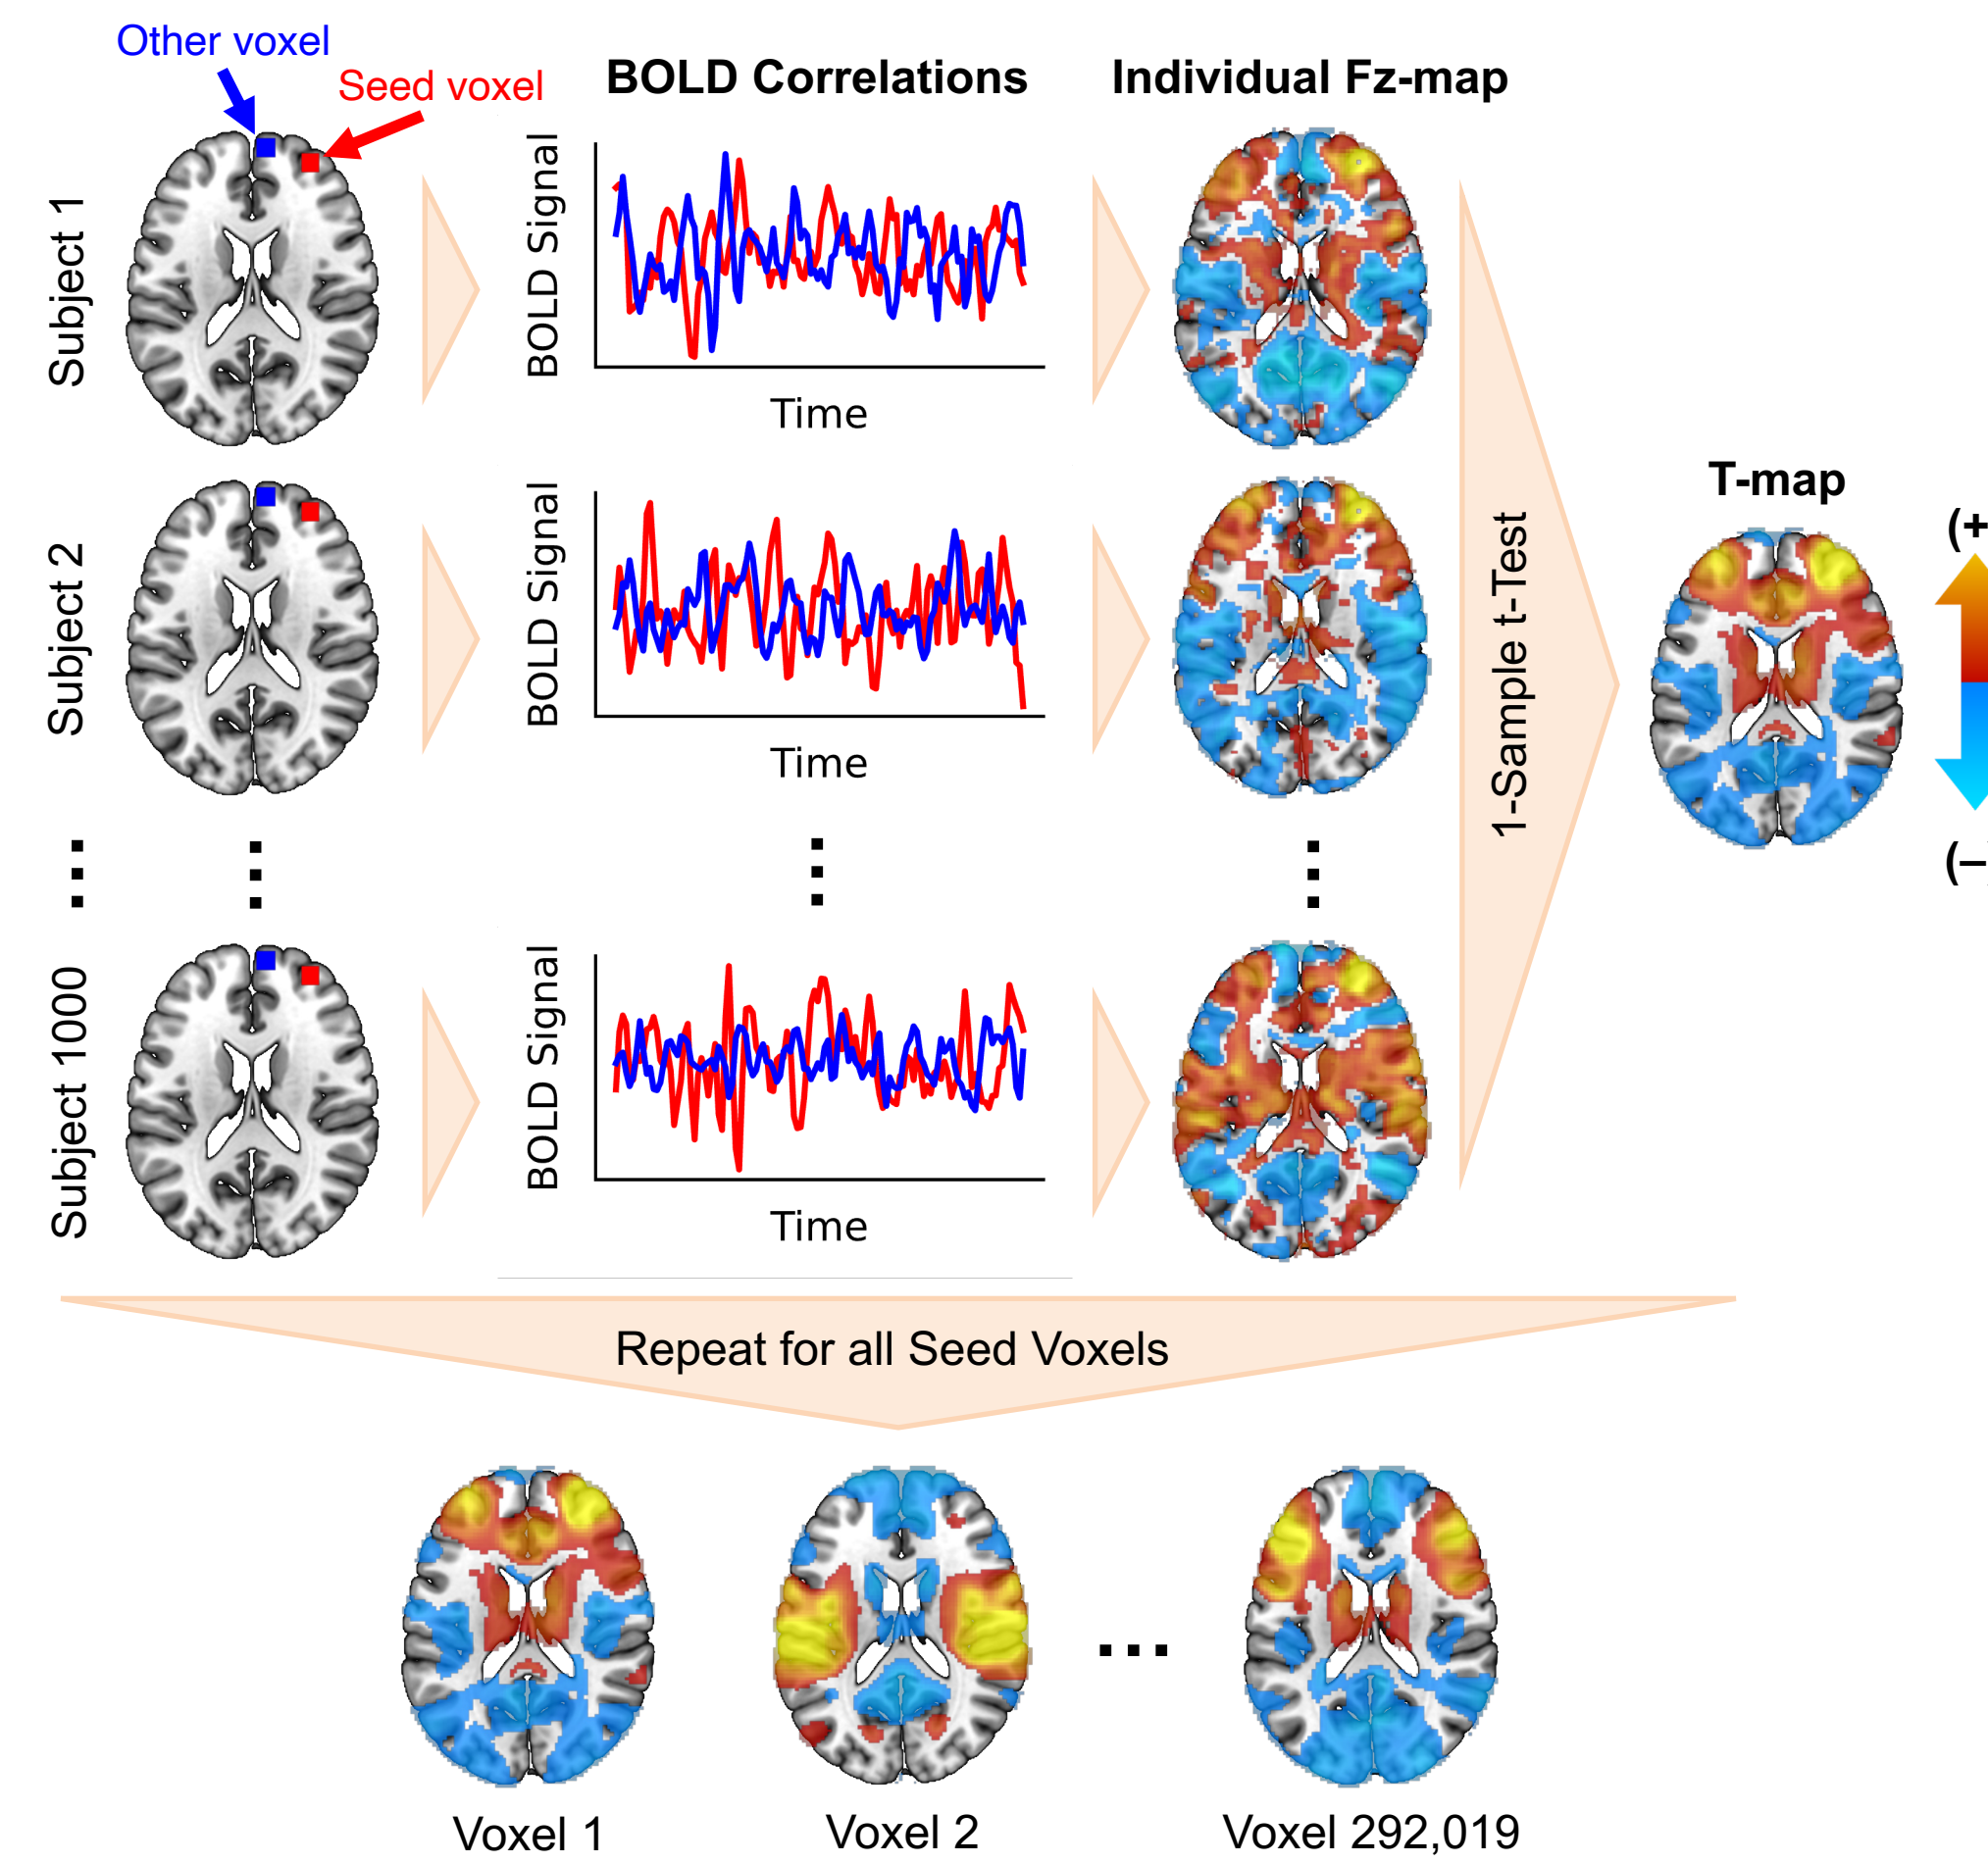 Other voxel
Seed voxel
BOLD Correlations
Individual Fz-map
Subject 1
BOLD Signal
Time
Subject 2
BOLD Signal
Time
1-Sample t-Test
T-map
(+
(–)
Subject 1000
BOLD Signal
Time
Repeat for all Seed Voxels
Voxel 1
Voxel 2
...
Voxel 292,019